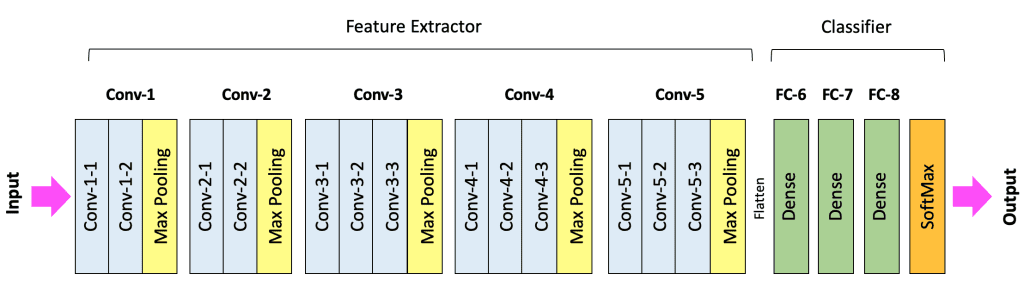 Feature Extractor
Classifier
Conv-1
Conv-2
Conv-3
Conv-4
Conv-5
FC-6
FC-7
FC-8
Input
Conv-1-1
Conv-1-2
Max Pooling
Conv-2-1
Conv-2-2
Max Pooling
Conv-3-1
Conv-3-2
Conv-3-3
Max Pooling
Conv-4-1
Conv-4-2
Conv-4-3
Max Pooling
Conv-5-1
Conv-5-2
Conv-5-3
Max Pooling
Flatten
Dense
Dense
Dense
SoftMax
Output